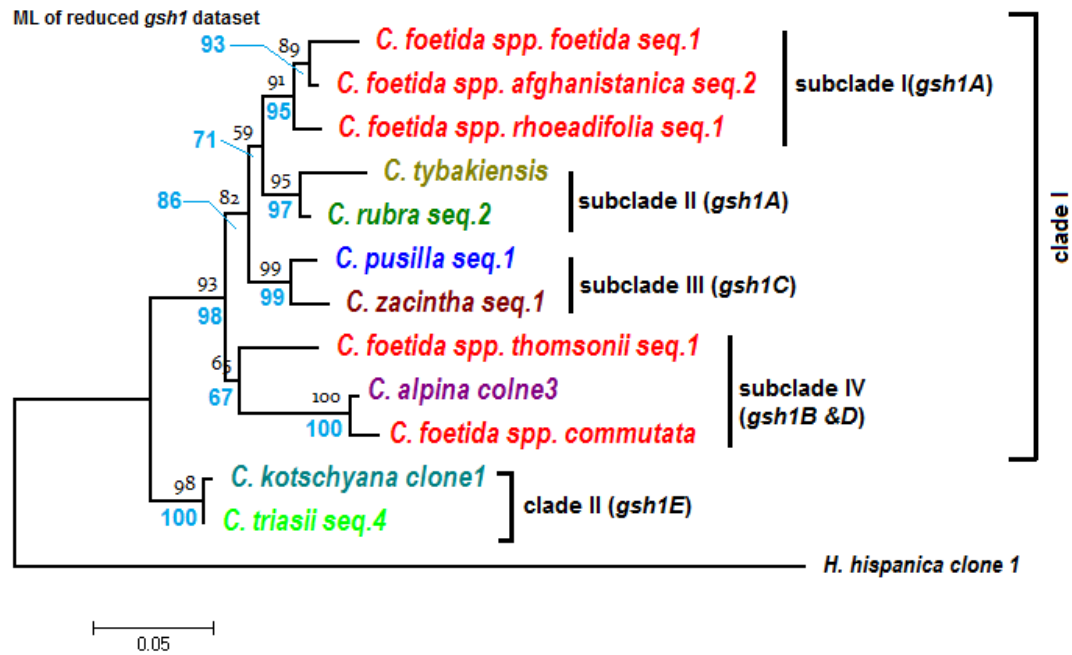 ML of reduced gsh1 dataset
93
89
C. foetida spp. foetida seq.1
91
C. foetida spp. afghanistanica seq.2
subclade I(gsh1A)
95
C. foetida spp. rhoeadifolia seq.1
71
59
95
C. tybakiensis
97
C. rubra seq.2
subclade II (gsh1A)
86
82
99
C. pusilla seq.1
99
C. zacintha seq.1
subclade III (gsh1C)
93
98
65
C. foetida spp. thomsonii seq.1
67
100
C. alpina colne3
100
C. foetida spp. commutata
subclade IV
(gsh1B &D)
clade I
98
C. kotschyana clone1
100
C. triasii seq.4
clade II (gsh1E)
H. hispanica clone 1
0.05